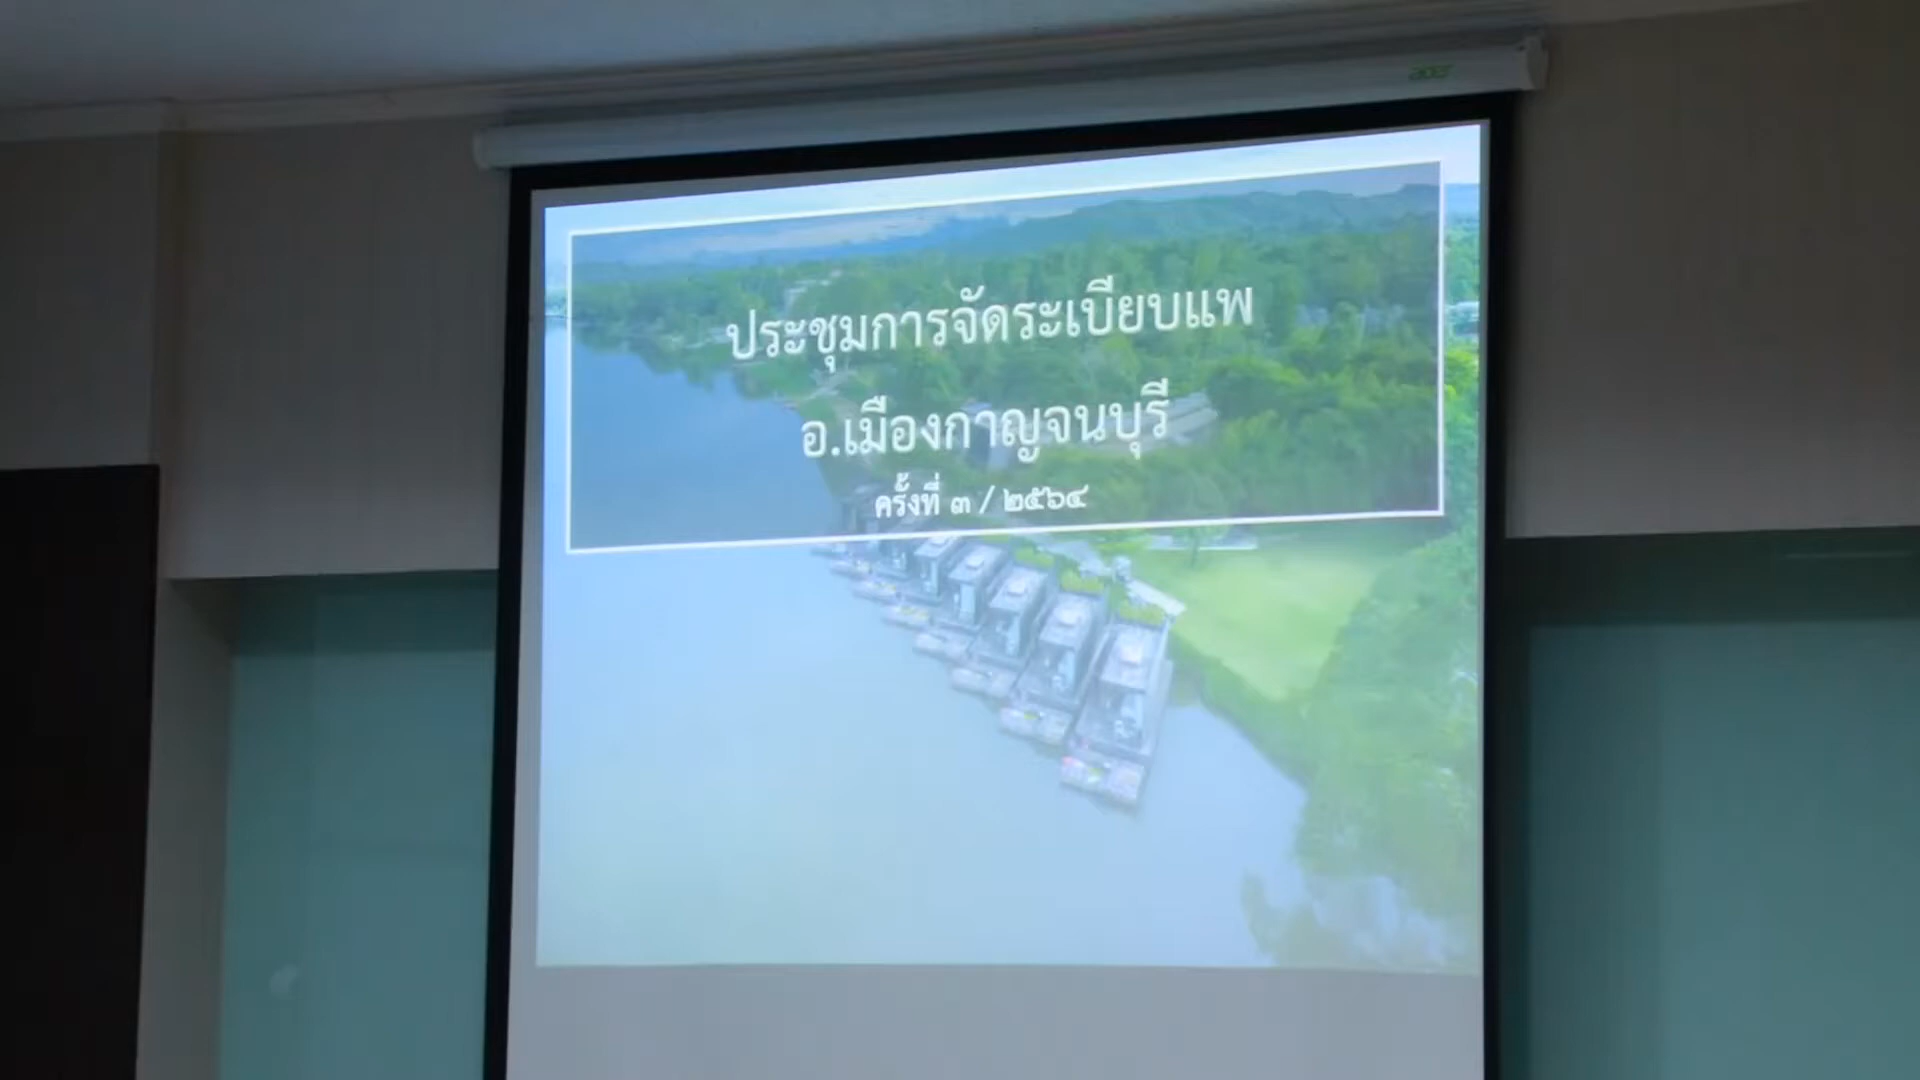 acer
ประชุมการจัดระเบียบแพ
อ.เมืองกาญจนบุรี
ครั้งที่ ๓ / ๒๕๖๔